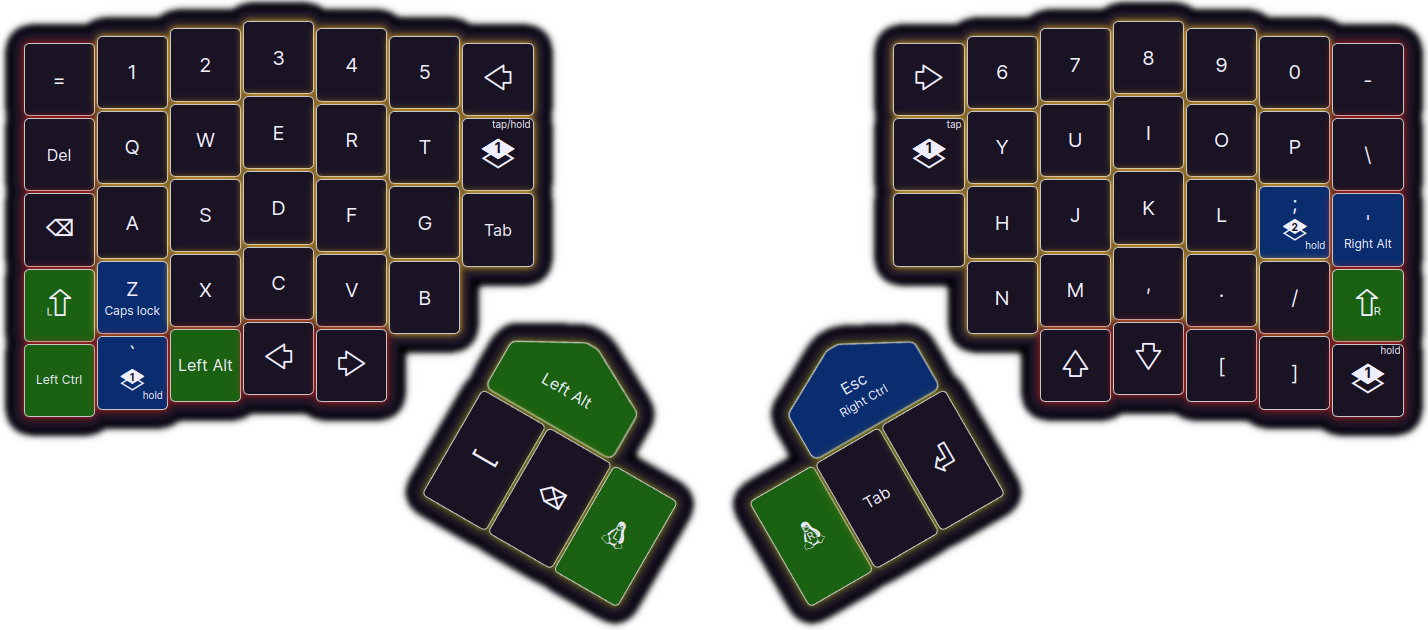 = 1 2 3 4 5
Del Q W E R T tap/hold 1
A S D F G Tab
L Z X C V B
Caps lock
Left Ctrl ` 1 hold Left Alt
Left Alt
L
6 7 8 9 0 -
tap 1 Y U I O P \
H J K L ; 2 hold ' Right Alt
N M , . / R
[ ] hold 1
Esc
Right Ctrl
R Tab